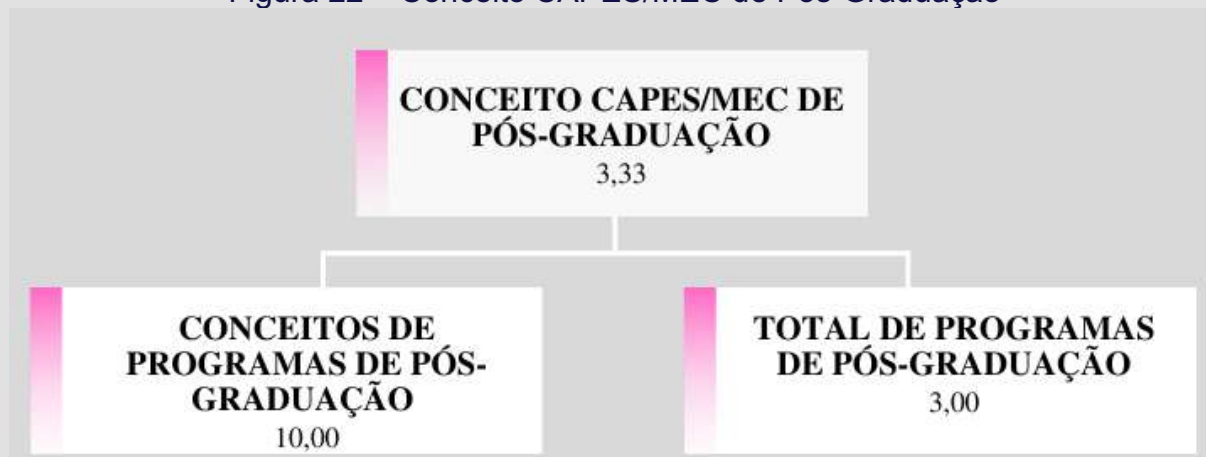 Figura 22 – Conceito CAPES/MEC de Pós-Graduação
CONCEITO CAPES/MEC DE
PÓS-GRADUAÇÃO
3,33
CONCEITOS DE
PROGRAMAS DE PÓS-
GRADUAÇÃO
10,00
TOTAL DE PROGRAMAS
DE PÓS-GRADUAÇÃO
3,00